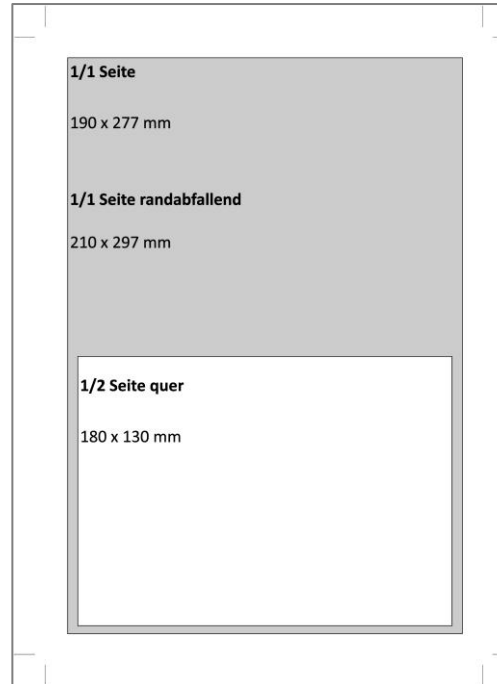 1/1 Seite
190 x 277 mm
1/1 Seite randabfallend
210 x 297 mm
1/2 Seite quer
180 x 130 mm